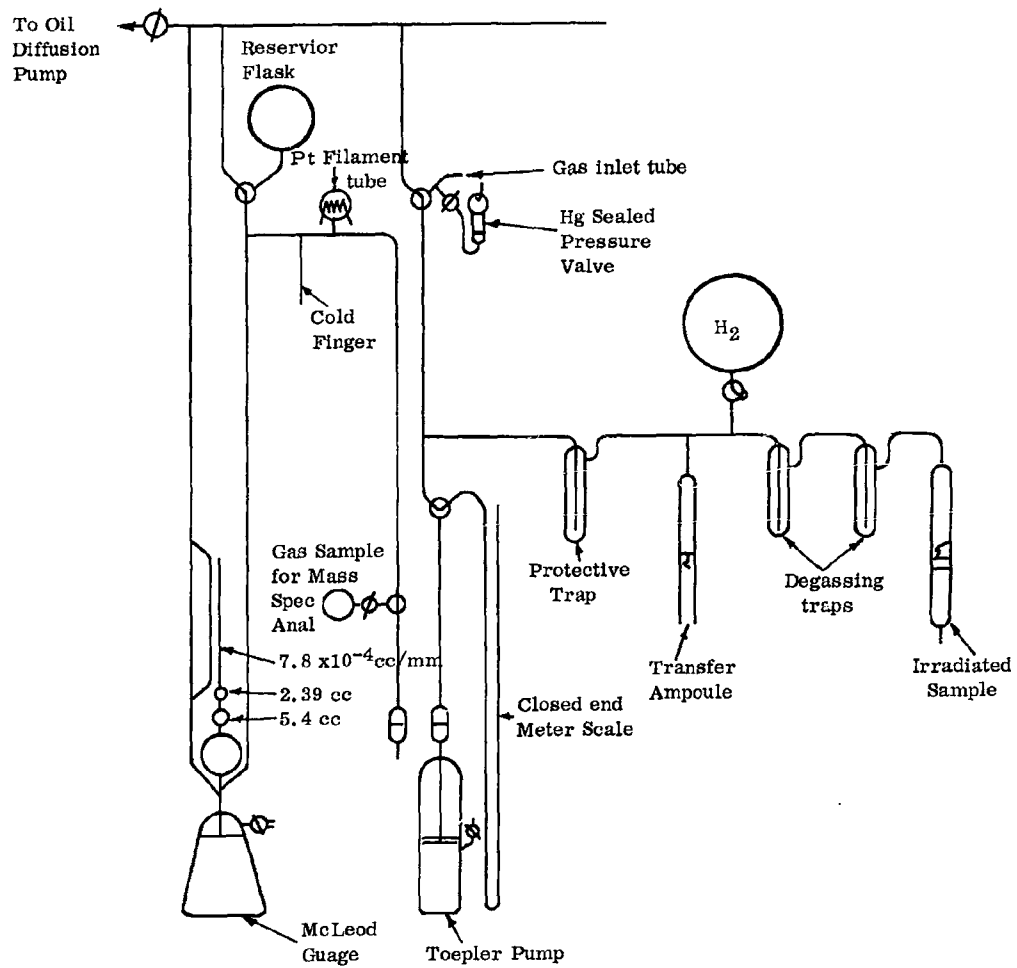 To Oil
Diffusion
Pump
Reservior
Flask
Pt Filament
tube
Gas inlet tube
Hg Sealed
Pressure
Valve
Cold
Finger
H2
Gas Sample
for Mass
Spec
Anal
7.8 x10-4cc/mm
2.39 cc
5.4 cc
Protective
Trap
Transfer
Ampoule
Degassing
traps
Irradiated
Sample
Closed end
Meter Scale
McLeod
Guage
Toepler Pump